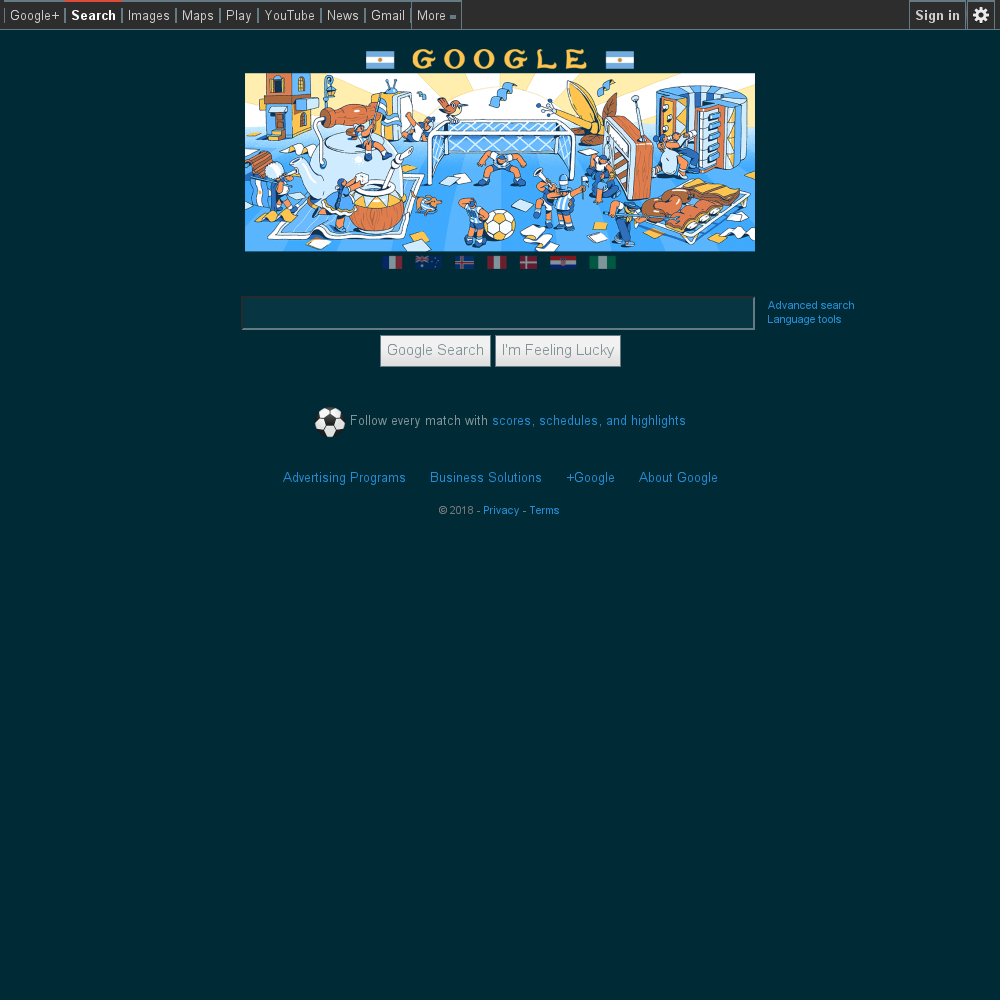 Google+ Search Images Maps Play YouTube News Gmail More Sign in
GOOGLE
Advanced search
Language tools
Google Search I'm Feeling Lucky
Follow every match with scores, schedules, and highlights
Advertising Programs Business Solutions +Google About Google
© 2018 - Privacy - Terms